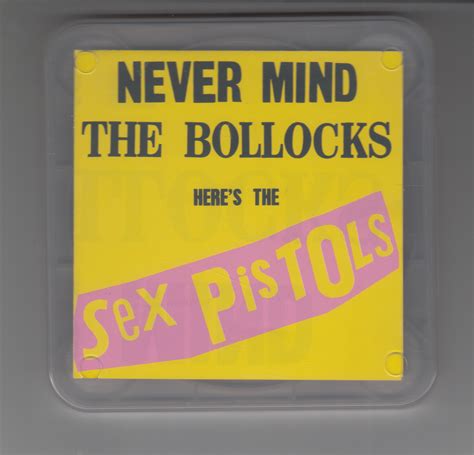 NEVER MIND
THE BOLLOCKS
HERE'S THE
Sex PisTOLs